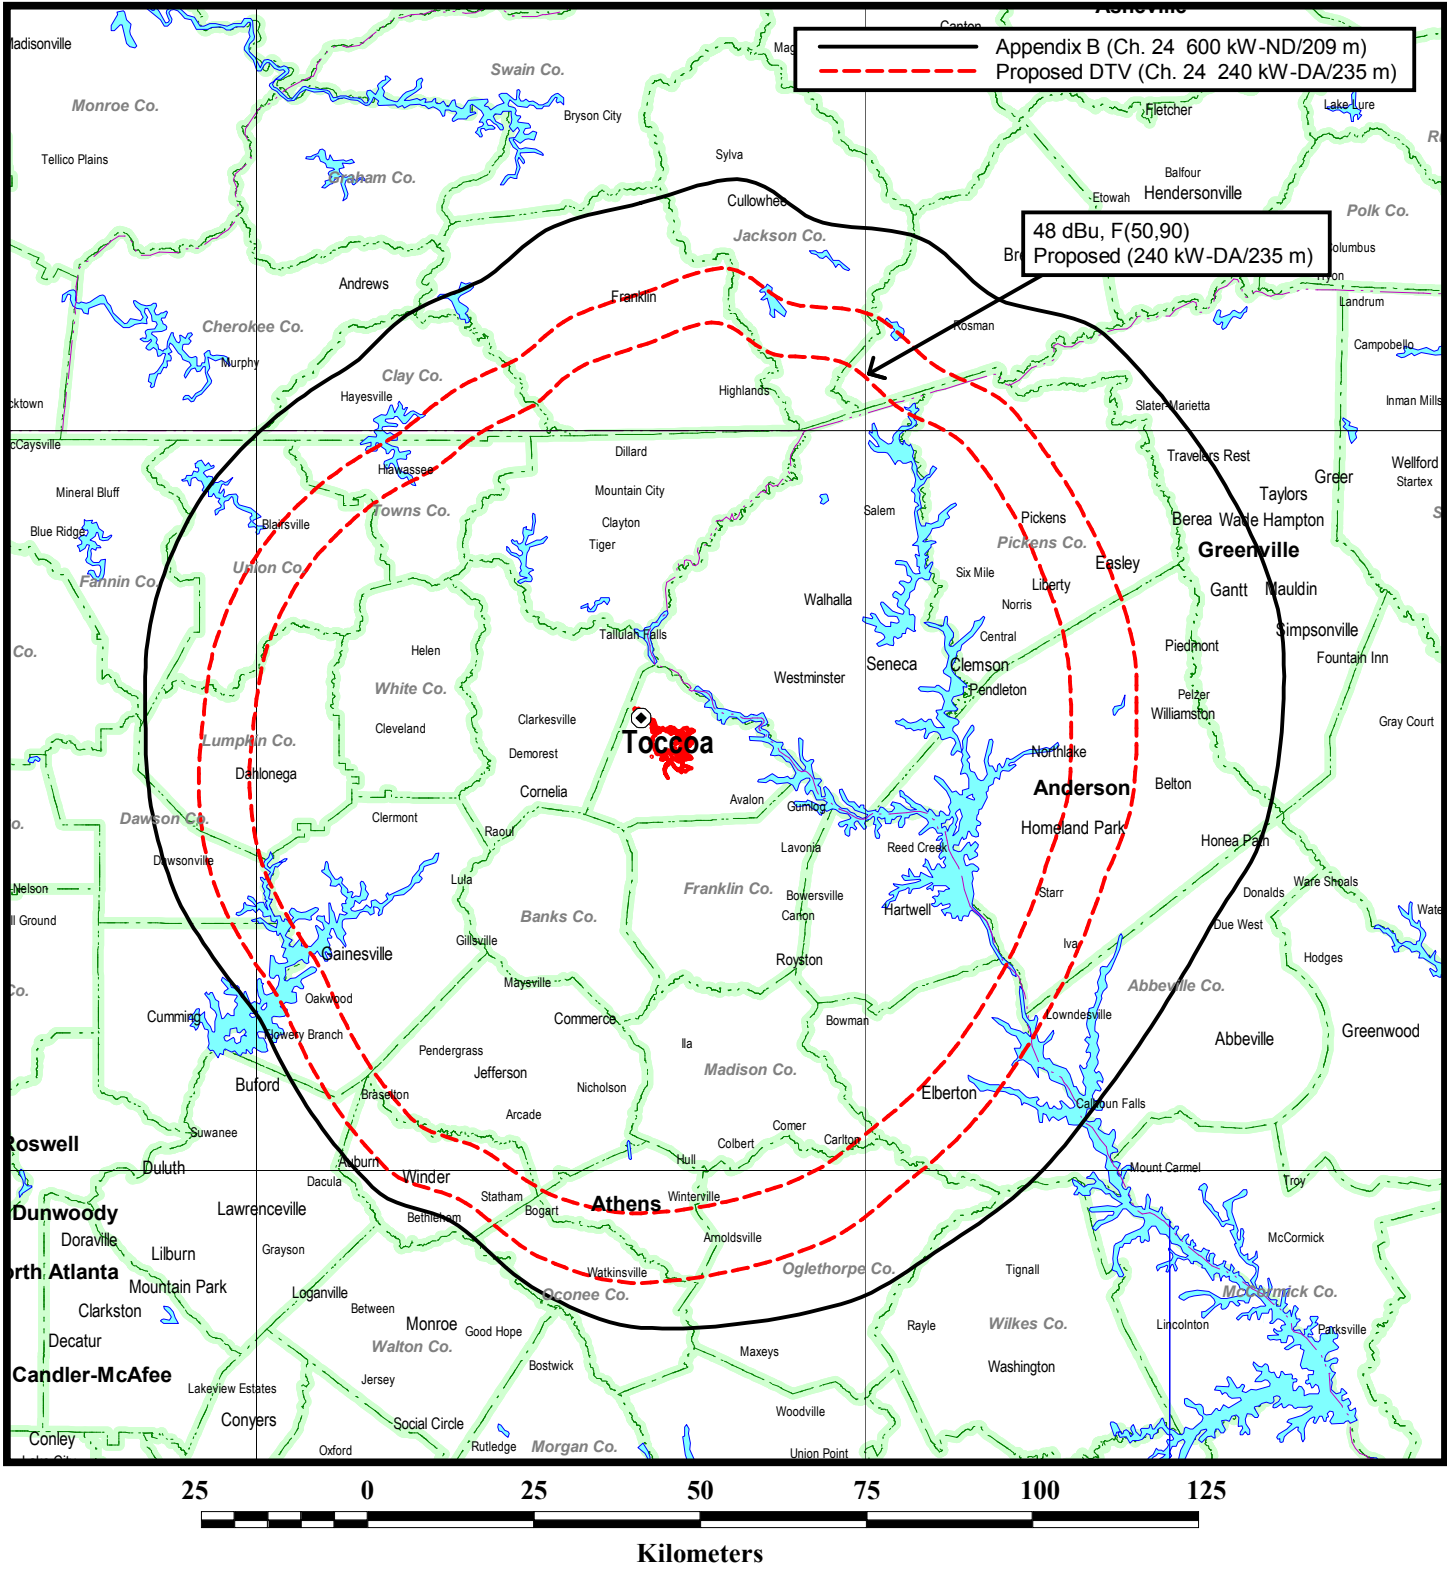 Asheville
Canton
Madisonville
Swain Co.
Appendix B (Ch. 24 600 kW-ND/209 m)
Proposed DTV (Ch. 24 240 kW-DA/235 m)
Monroe Co.
Bryson City
Fletcher
Lake Lure
Tellico Plains
Sylva
Graham Co.
Balfour
Etowah
Hendersonville
Cullowhee
Polk Co.
Jackson Co.
48 dBu, F(50,90)
Proposed (240 kW-DA/235 m)
Columbus
Tryon
Andrews
Franklin
Landrum
Cherokee Co.
Rosman
Campobello
Murphy
Clay Co.
Highlands
Hayesville
Slater-Marietta
Inman Mills
cktown
cCaysville
Dillard
Travelers Rest
Hiawassee
Wellford
Greer
Startex
Mineral Bluff
Mountain City
Taylors
Towns Co.
Salem
Pickens
Berea
Wade Hampton
Blue Ridge
Blairsville
Clayton
Tiger
Pickens Co.
Greenville
Fannin Co.
Union Co.
Easley
Six Mile
Liberty
Gantt
Mauldin
Walhalla
Norris
Tallulah Falls
Central
Simpsonville
Co.
Helen
Piedmont
Fountain Inn
Seneca
Clemson
White Co.
Westminster
Pendleton
Pelzer
Williamston
Clarkesville
Gray Court
Cleveland
Lumpkin Co.
Toccoa
Demorest
Northlake
Dahlonega
Anderson
Belton
Cornelia
Avalon
Gumlog
Dawson Co.
Clermont
Raoul
Homeland Park
o.
Honea Path
Dawsonville
Lavonia
Reed Creek
Lula
Franklin Co.
Ware Shoals
Nelson
Bowersville
Starr
Donalds
ll Ground
Banks Co.
Canon
Hartwell
Wate
Due West
Gillsville
Iva
Gainesville
Royston
Hodges
Maysville
Abbeville Co.
Co.
Oakwood
Cumming
Commerce
Bowman
Lowndesville
Flowery Branch
Abbeville
Greenwood
Ila
Pendergrass
Jefferson
Madison Co.
Buford
Nicholson
Braselton
Elberton
Calhoun Falls
Arcade
Comer
Suwanee
Colbert
Carlton
Roswell
Auburn
Hull
Duluth
Mount Carmel
Winder
Dacula
Troy
Statham
Winterville
Athens
Lawrenceville
Bogart
Dunwoody
Bethlehem
Doraville
Arnoldsville
McCormick
Grayson
Lilburn
orth Atlanta
Watkinsville
Oglethorpe Co.
Tignall
Mountain Park
Loganville
Oconee Co.
McCormick Co.
Clarkston
Between
Monroe
Rayle
Wilkes Co.
Lincolnton
Parksville
Good Hope
Decatur
Walton Co.
Maxeys
Bostwick
Washington
Candler-McAfee
Jersey
Lakeview Estates
Conyers
Woodville
Social Circle
Conley
Oxford
Rutledge
Morgan Co.
Union Point
25 0 25 50 75 100 125
Kilometers